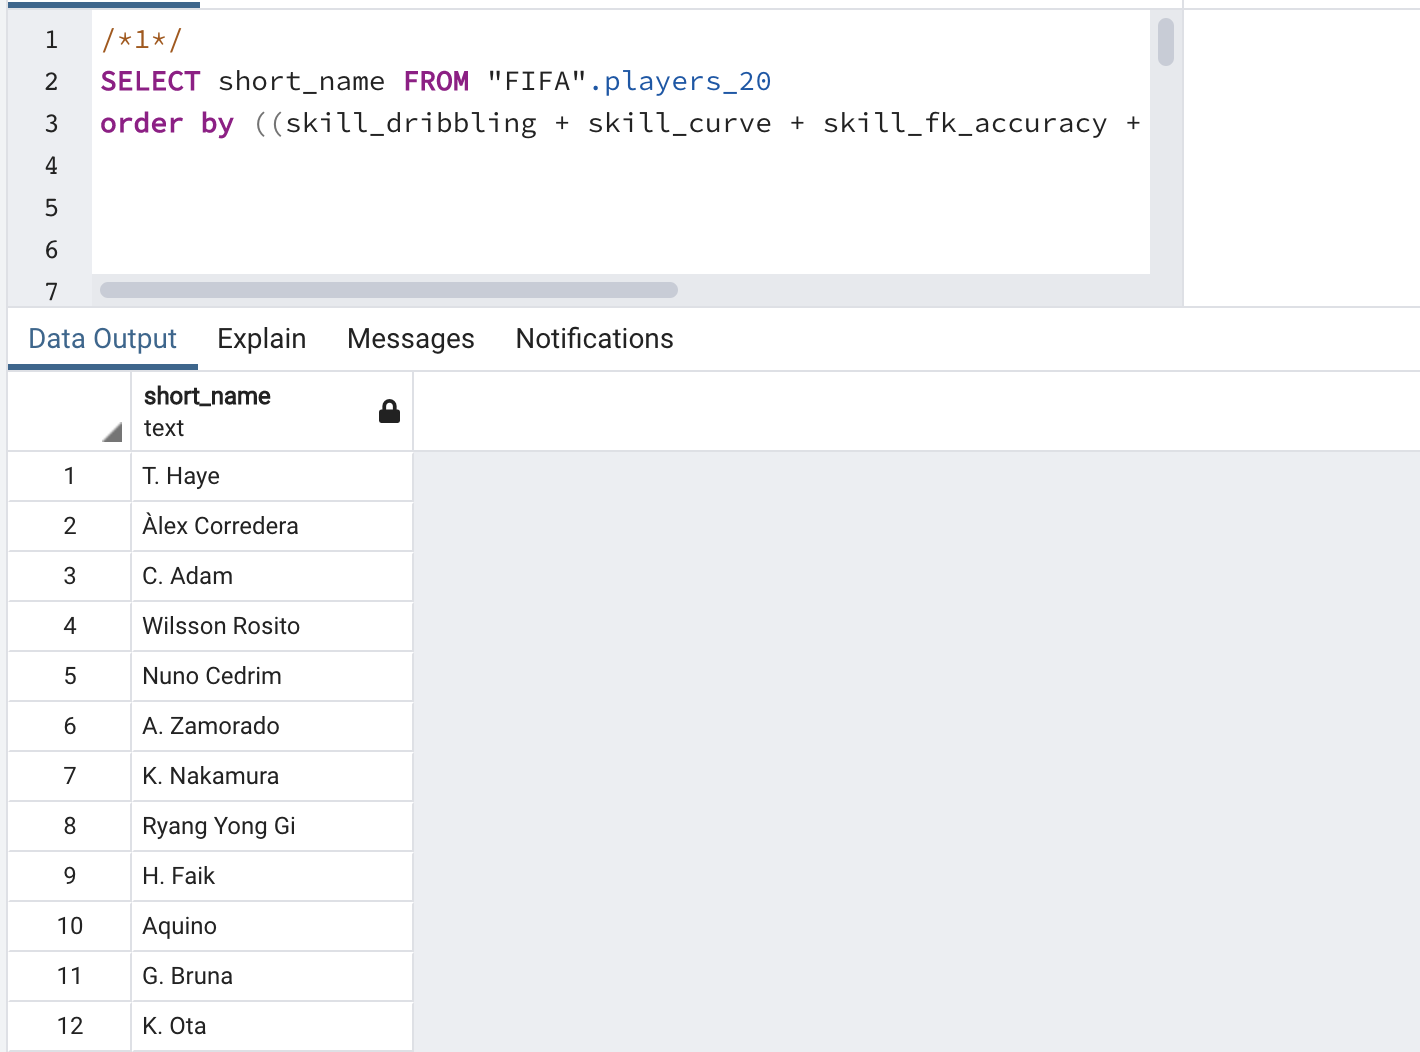 1 /*1*/
2 SELECT short_name FROM "FIFA".players_20
3 order by ((skill_dribbling + skill_curve + skill_fk_accuracy +
4
5
6
7
Data Output Explain Messages Notifications
short_name
text
1 T. Haye
2 Àlex Corredera
3 C. Adam
4 Wilsson Rosito
5 Nuno Cedrim
6 A. Zamorado
7 K. Nakamura
8 Ryang Yong Gi
9 H. Faik
10 Aquino
11 G. Bruna
12 K. Ota